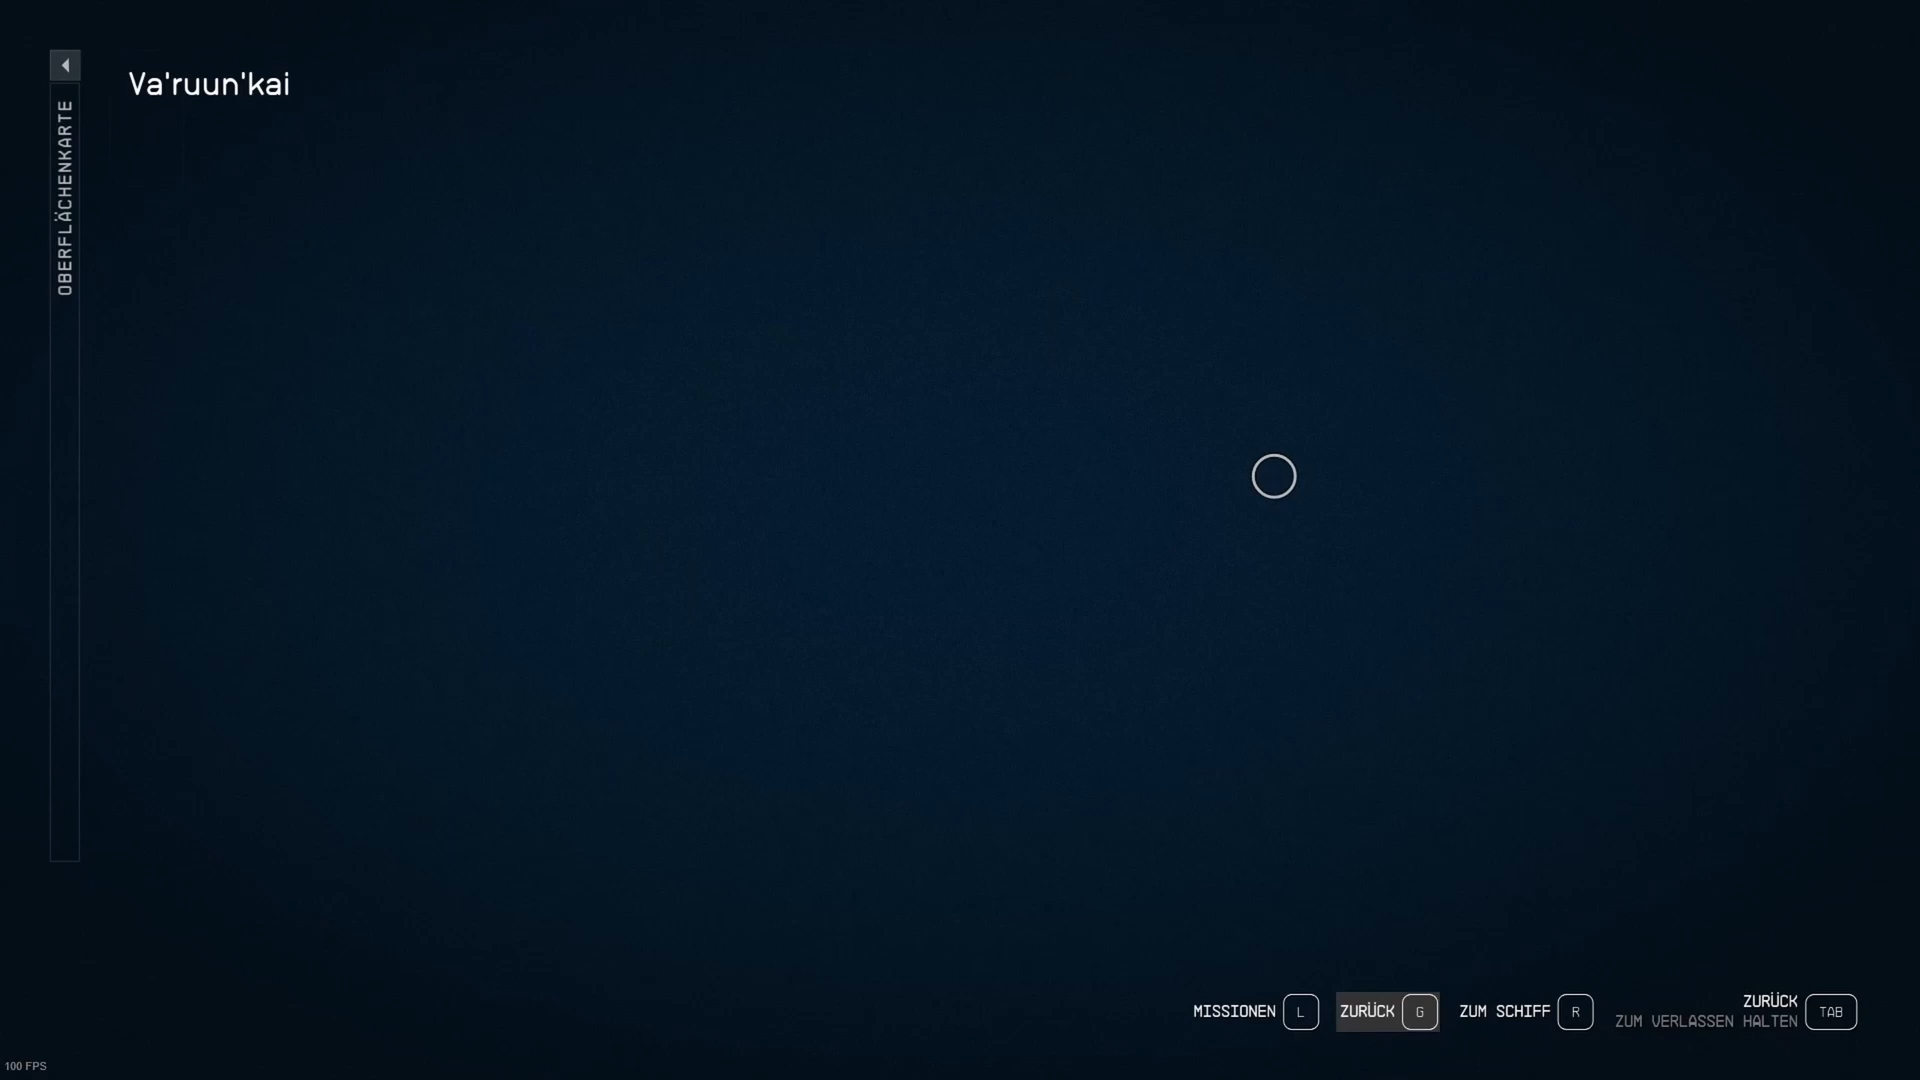 Va'ruun'kai
OBERFLÄCHENKARTE
MISSIONEN L
ZURÜCK G
ZUM SCHIFF R
ZURÜCK
ZUM VERLASSEN HALTEN TAB
100 FPS